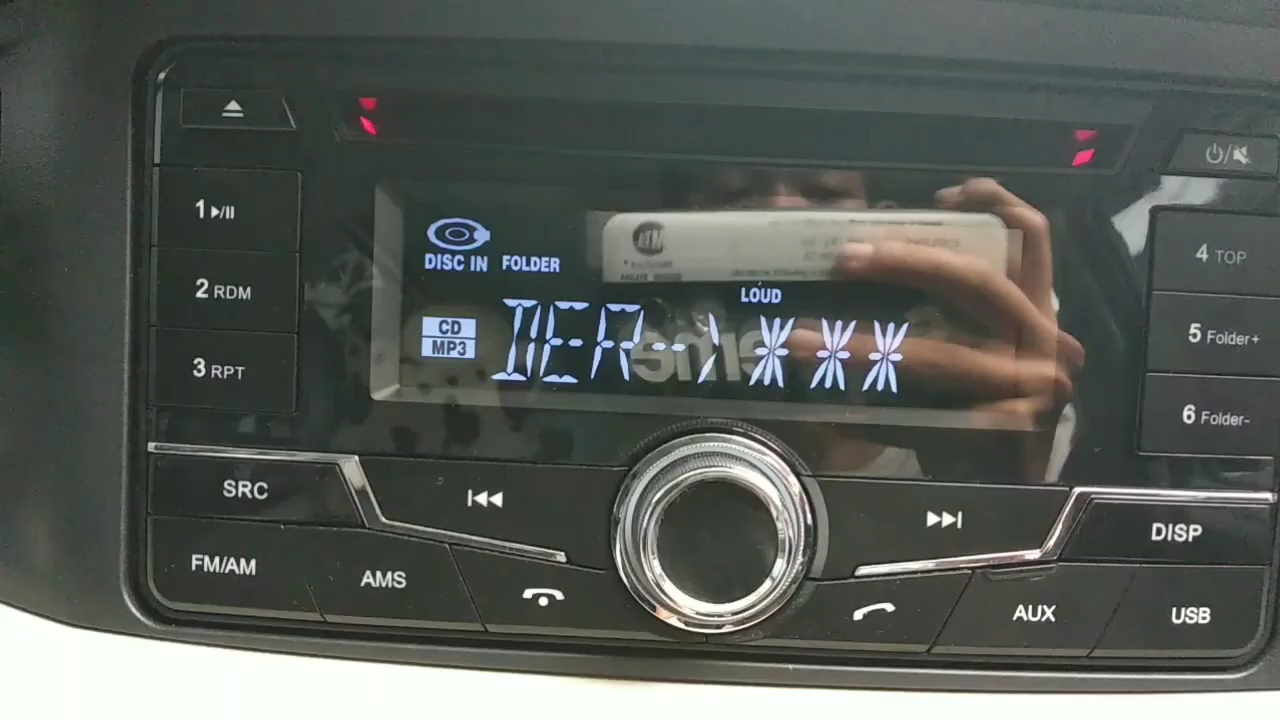 1
2 RDM
3 RPT
4 TOP
5 Folder+
6 Folder-
DISC IN FOLDER
LOUD
CD
MP3
DER--)***
SRC
DISP
FM/AM
AMS
AUX
USB